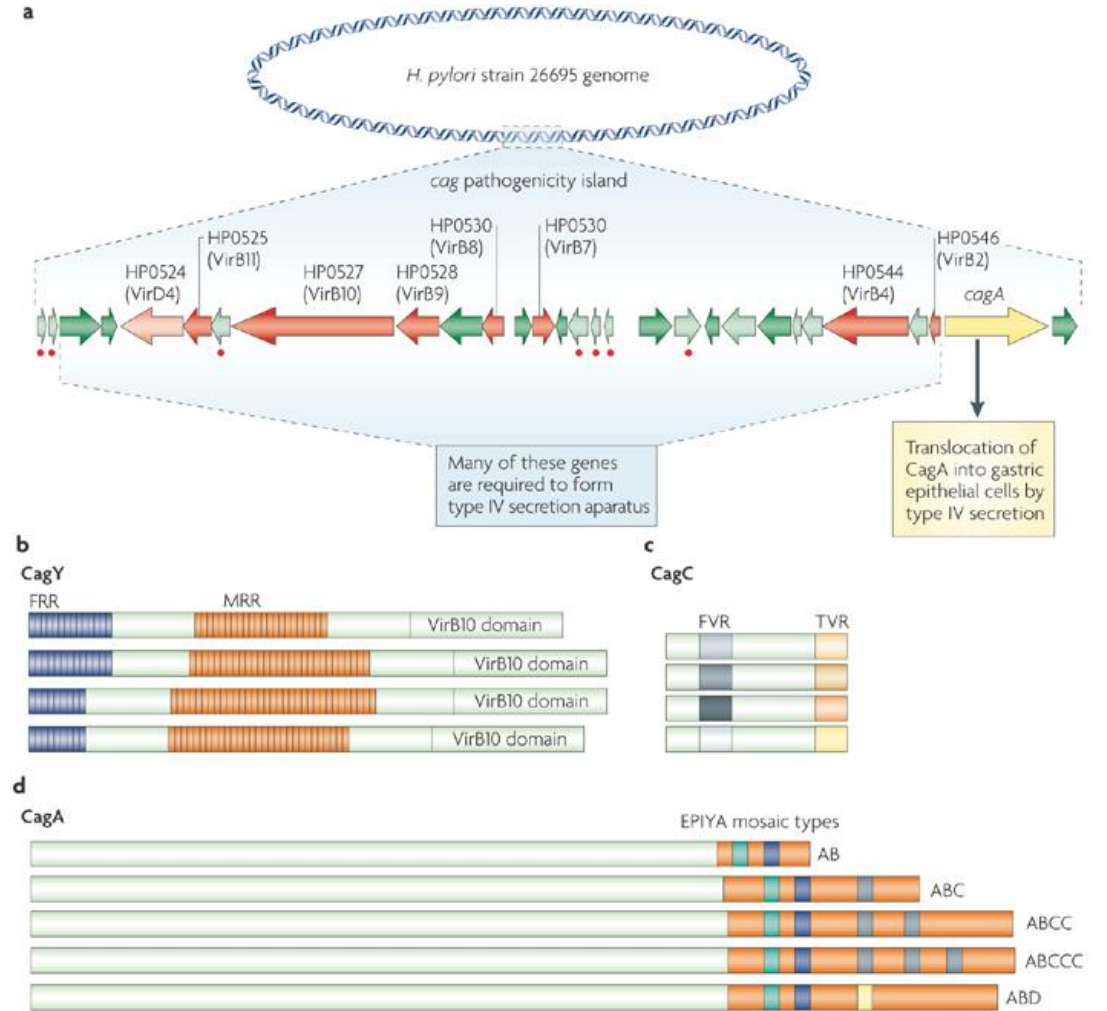 a
H. pylori strain 26695 genome
cag pathogenicity island
HP0524
(VirD4)
HP0525
(VirB11)
HP0527
(VirB10)
HP0528
(VirB9)
HP0530
(VirB8)
HP0530
(VirB7)
HP0544
(VirB4)
HP0546
(VirB2)
cagA
Many of these genes
are required to form
type IV secretion apparatus
Translocation of
CagA into gastric
epithelial cells by
type IV secretion
b
CagY
FRR
MRR
VirB10 domain
VirB10 domain
VirB10 domain
VirB10 domain
c
CagC
FVR
TVR
d
CagA
EPIYA mosaic types
AB
ABC
ABCC
ABCCC
ABD